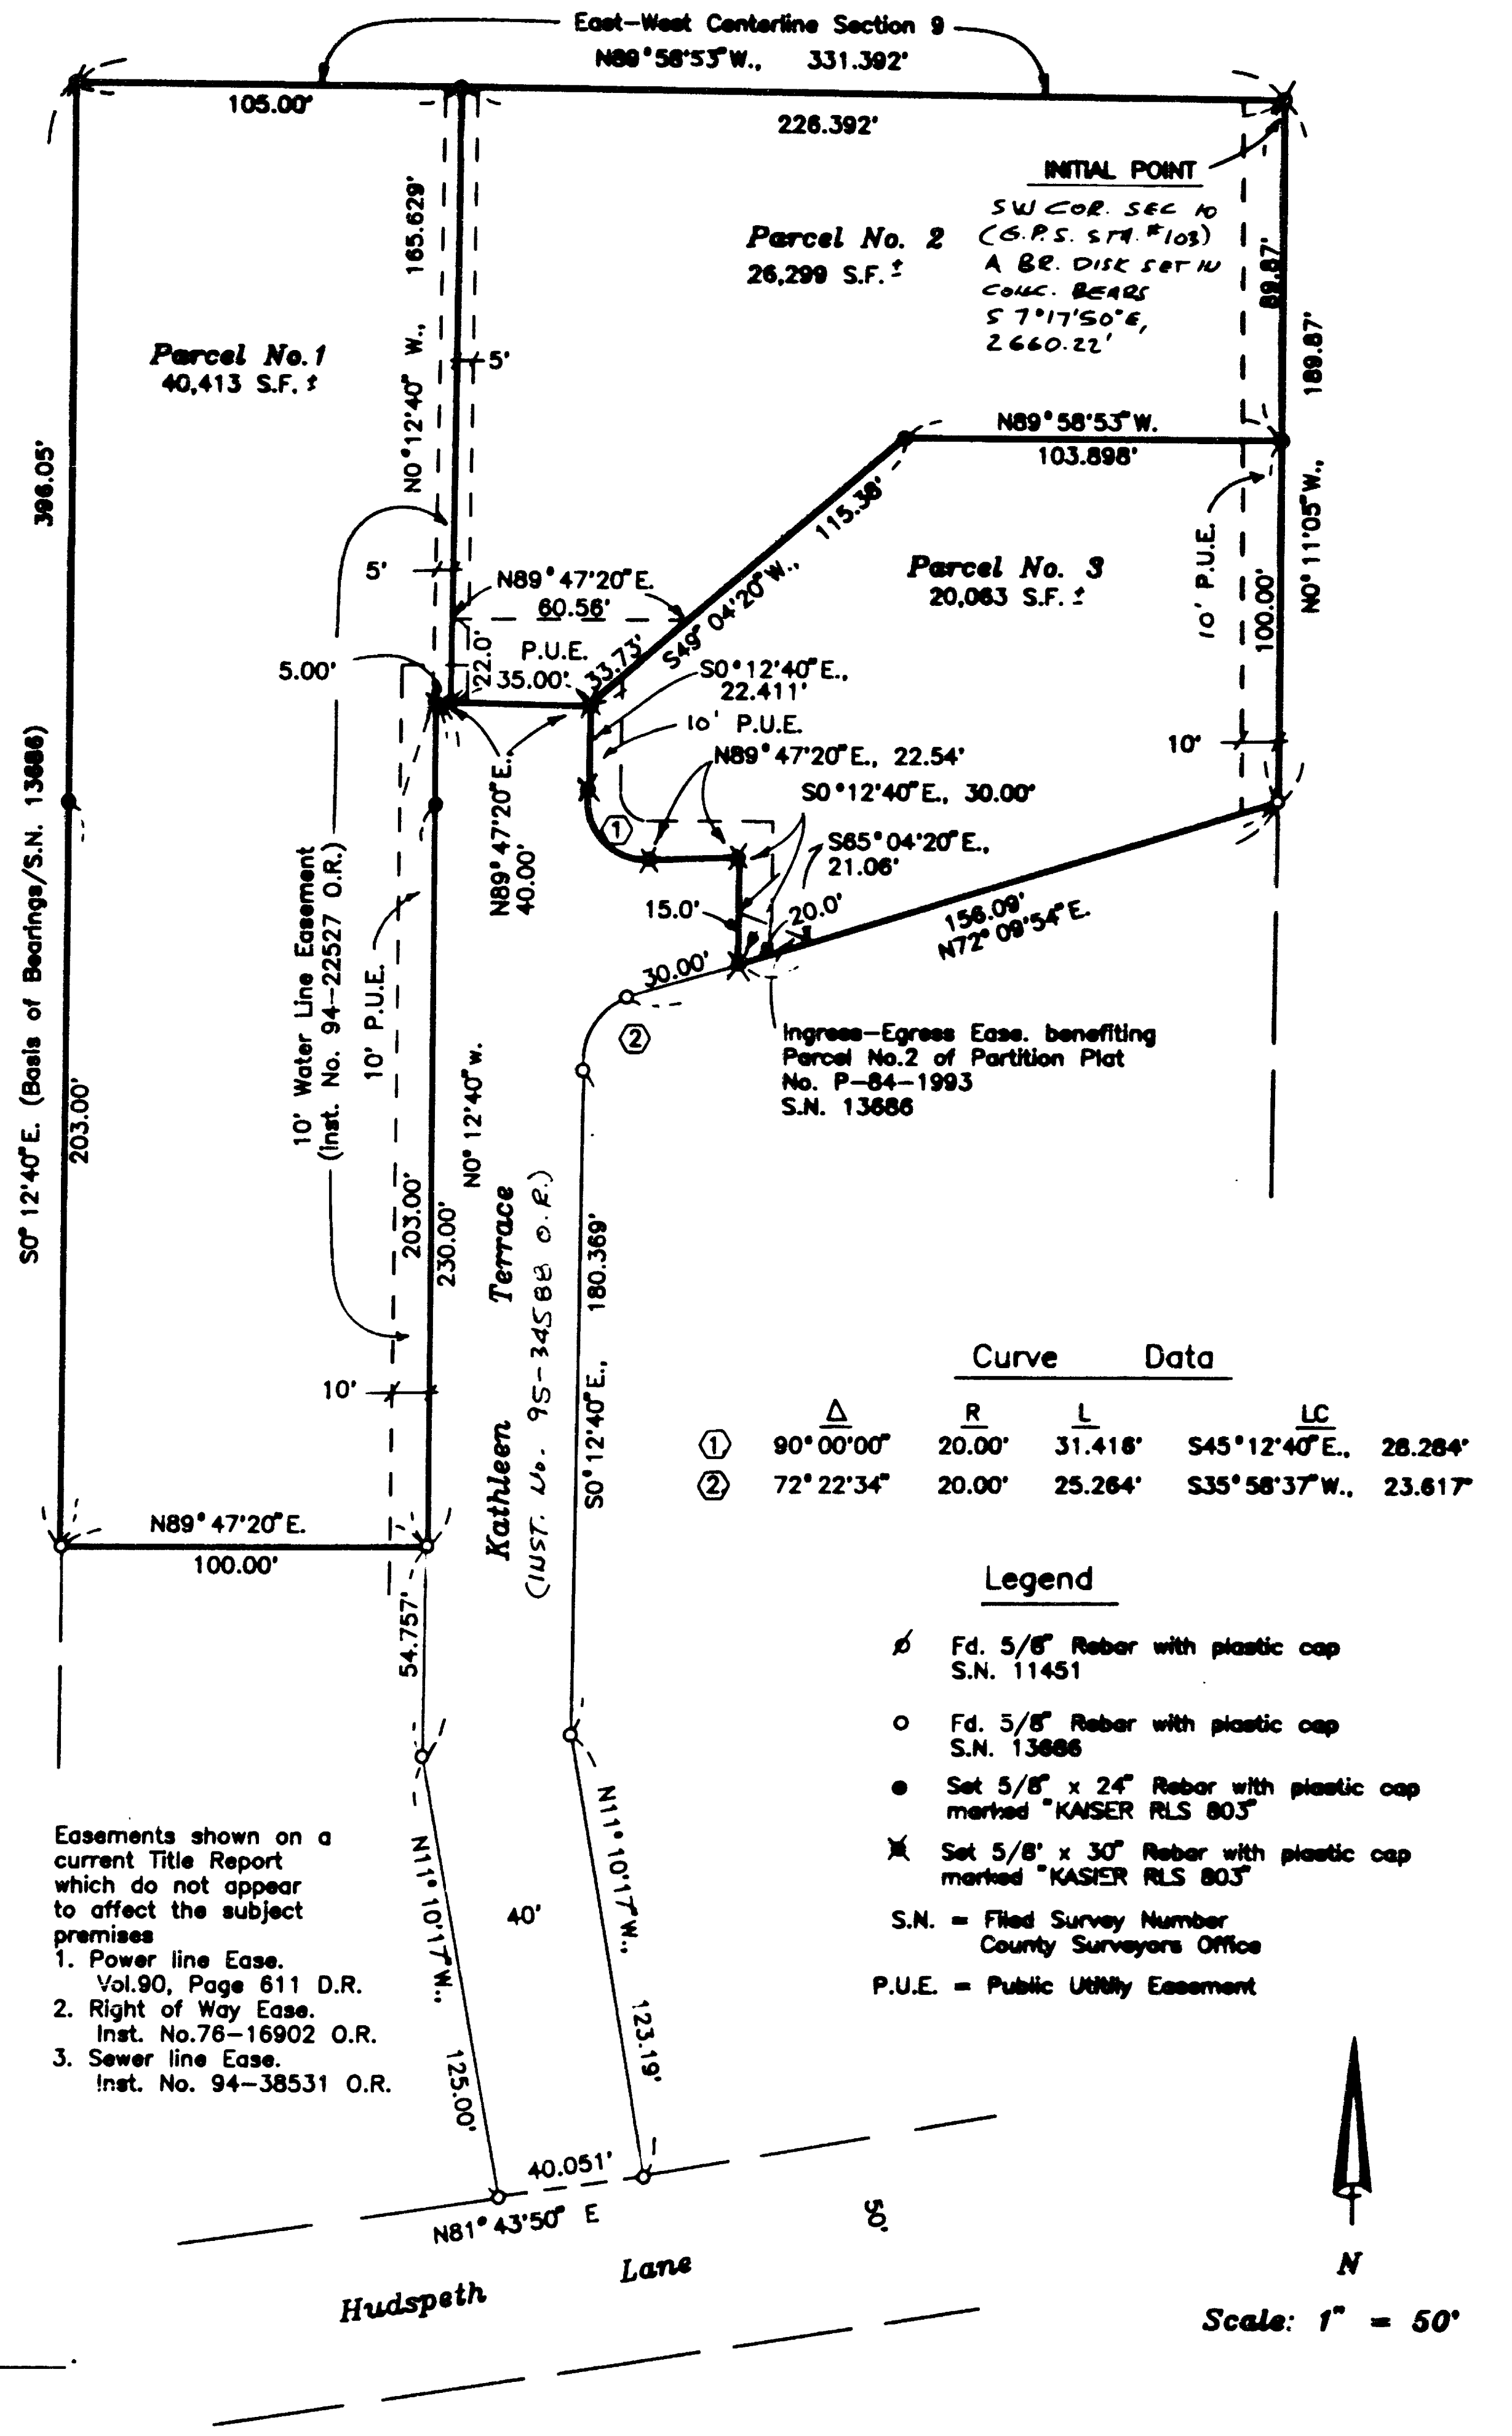 East-West Centerline Section 9
N89°58'53"W., 331.392'
105.00'
226.392'
INITIAL POINT
SW COR. SEC 10
(G.P.S. STA. #103)
A BR. DISK SET IN
CONC. BEARS
S 7°17'50"E,
2660.22'
Parcel No. 2
26,299 S.F. ±
89.87'
N0°11'05"W., 189.87'
N0°12'40" W., 165.629'
5'
Parcel No.1
40,413 S.F. ±
396.05'
N89°58'53"W.
103.898'
115.38'
S49°04'20"W.,
33.73'
Parcel No. 3
20,063 S.F. ±
10' P.U.E.
100.00'
5'
N89°47'20"E.
60.56'
22.0'
P.U.E.
35.00'
5.00'
S0°12'40"E.,
22.411'
10' P.U.E.
N89°47'20"E., 22.54'
S0°12'40"E., 30.00'
10'
1
S65°04'20"E.,
21.06'
N89°47'20"E.
40.00'
15.0'
20.0'
156.09'
N72°09'54"E.
30.00'
2
Ingress-Egress Ease. benefiting
Parcel No.2 of Partition Plat
No. P-84-1993
S.N. 13686
S0°12'40"E. (Basis of Bearings/S.N. 13686)
203.00'
10' Water Line Easement
(Inst. No. 94-22527 O.R.)
10' P.U.E.
203.00'
230.00'
N0°12'40"W.
Kathleen Terrace
(INST. No. 95-34588 O.R.)
S0°12'40"E., 180.369'
10'
N89°47'20"E.
100.00'
54.757'
Curve Data
Δ R L LC
1 90°00'00" 20.00' 31.416' S45°12'40"E., 28.284'
2 72°22'34" 20.00' 25.264' S35°58'37"W., 23.617'
Legend
Fd. 5/8" Rebar with plastic cap
S.N. 11451
Fd. 5/8" Rebar with plastic cap
S.N. 13686
Set 5/8" x 24" Rebar with plastic cap
marked "KAISER RLS 803"
Set 5/8' x 30" Rebar with plastic cap
marked "KASIER RLS 803"
S.N. = Filed Survey Number
County Surveyors Office
P.U.E. = Public Utility Easement
Easements shown on a
current Title Report
which do not appear
to affect the subject
premises
1. Power line Ease.
Vol.90, Page 611 D.R.
2. Right of Way Ease.
Inst. No.76-16902 O.R.
3. Sewer line Ease.
Inst. No. 94-38531 O.R.
N11°10'17"W., 125.00'
N11°10'17"W., 123.19'
40'
40.051'
N81°43'50" E
50'
Hudspeth Lane
N
Scale: 1" = 50'